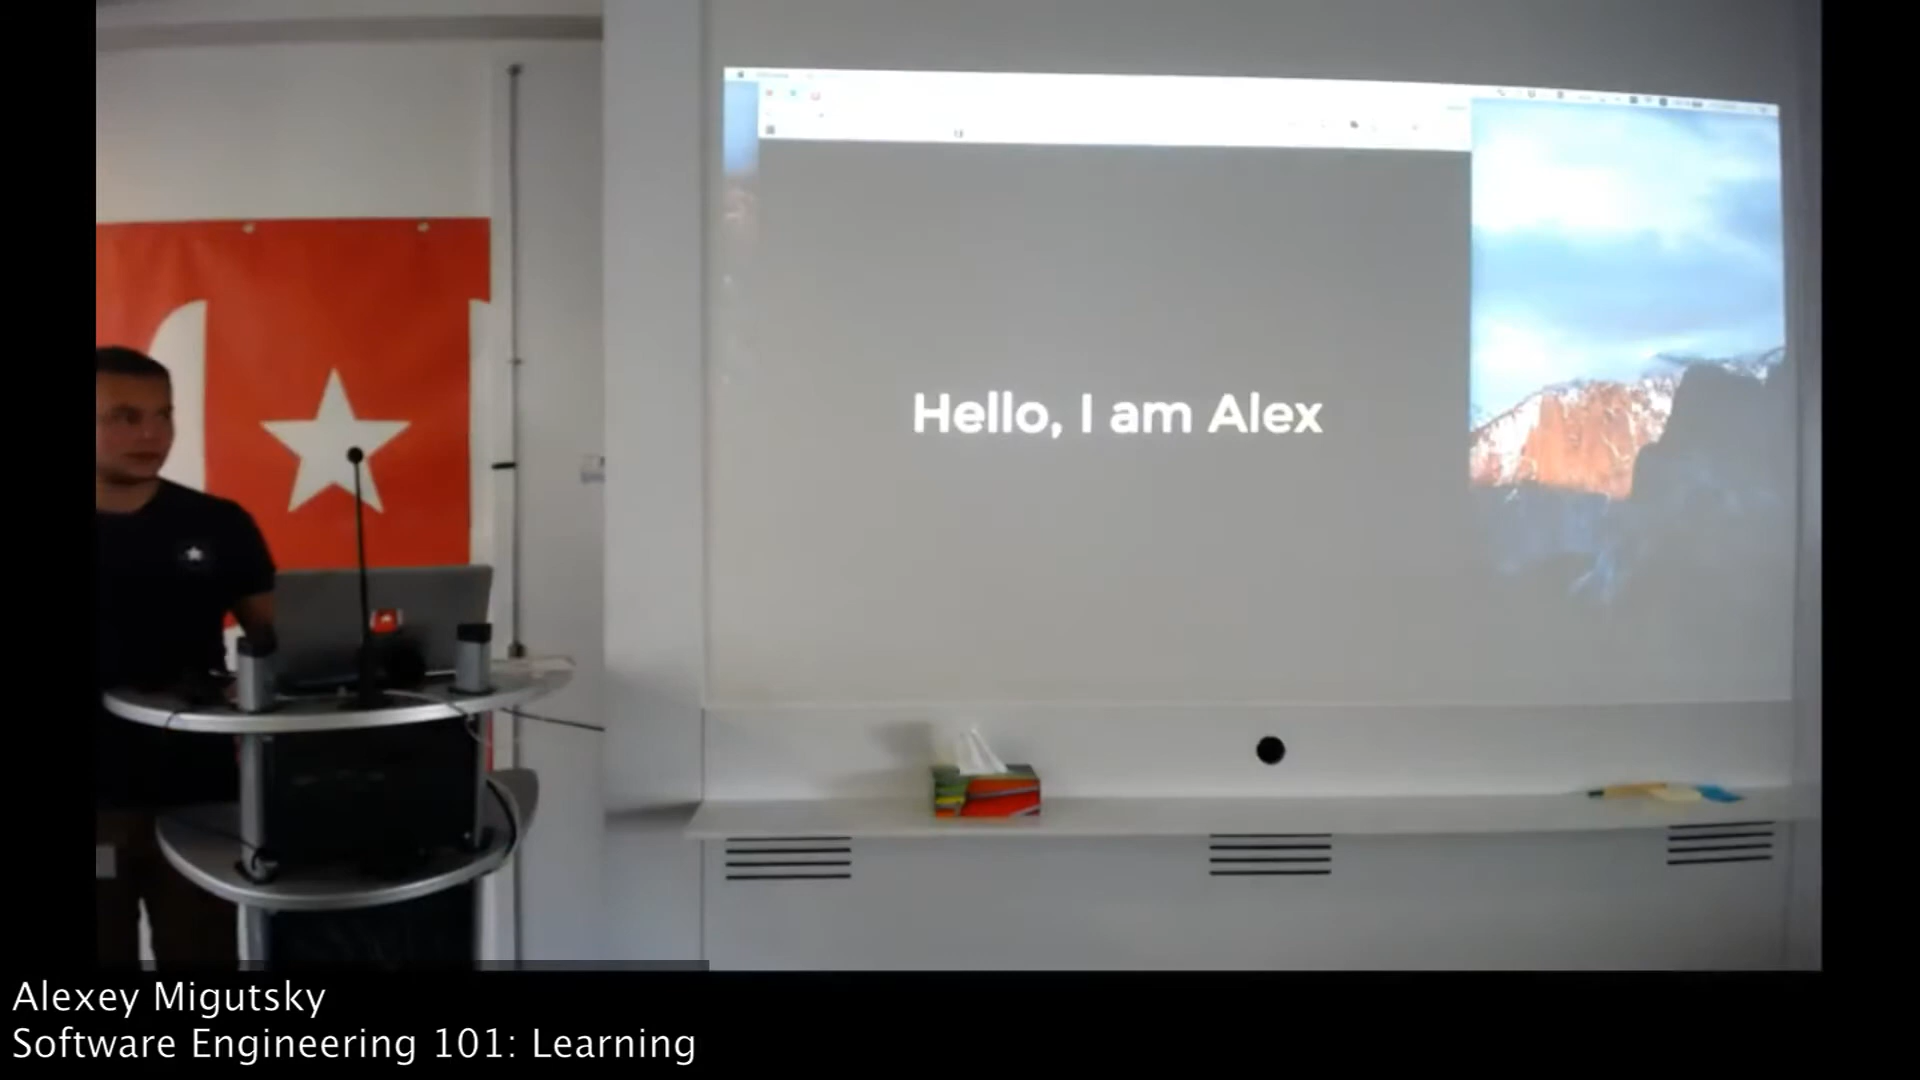 Hello, I am Alex
Alexey Migutsky
Software Engineering 101: Learning